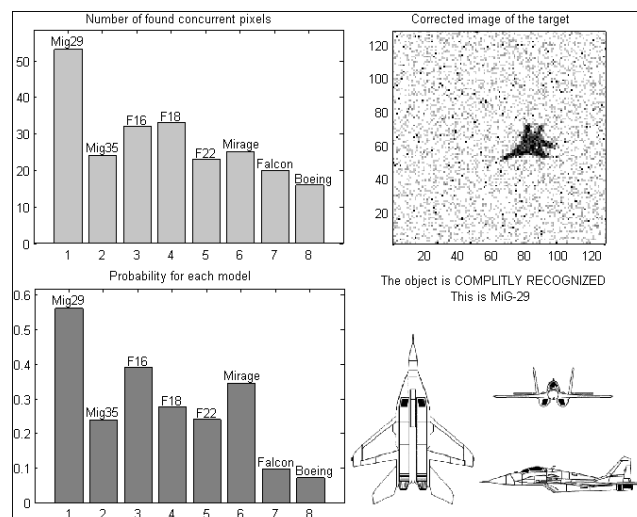 Number of found concurrent pixels
50
40
30
20
10
0
Mig29
Mig35
F16
F18
F22
Mirage
Falcon
Boeing
1 2 3 4 5 6 7 8
Corrected image of the target
120
100
80
60
40
20
20 40 60 80 100 120
Probability for each model
0.6
0.5
0.4
0.3
0.2
0.1
0
Mig29
Mig35
F16
F18
F22
Mirage
Falcon
Boeing
1 2 3 4 5 6 7 8
The object is COMPLITLY RECOGNIZED
This is MiG-29